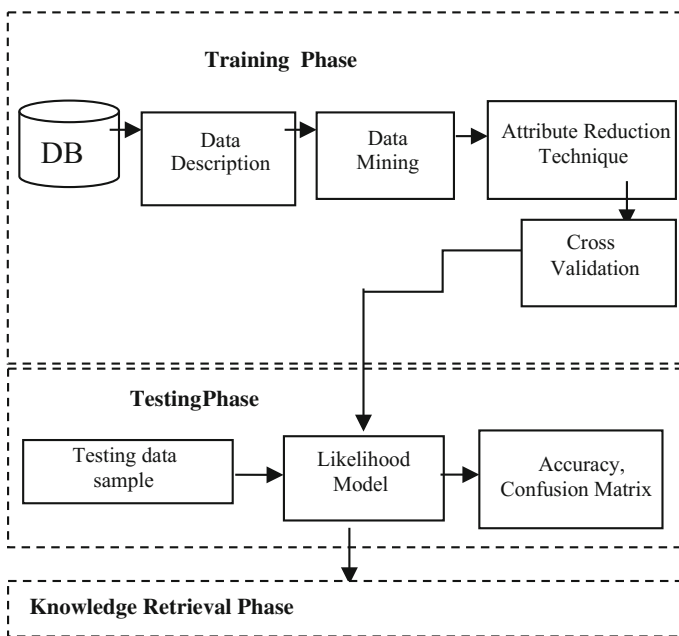 Training Phase
DB
Data
Description
Data
Mining
Attribute Reduction
Technique
Cross
Validation
TestingPhase
Testing data
sample
Likelihood
Model
Accuracy,
Confusion Matrix
Knowledge Retrieval Phase